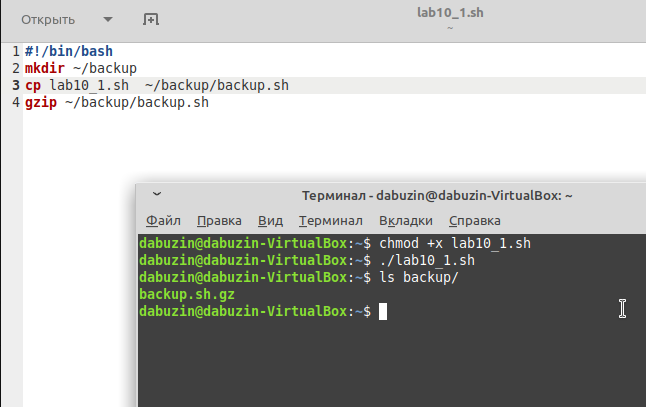 Открыть
lab10_1.sh
~
1 #!/bin/bash
2 mkdir ~/backup
3 cp lab10_1.sh  ~/backup/backup.sh
4 gzip ~/backup/backup.sh
Терминал - dabuzin@dabuzin-VirtualBox: ~
Файл Правка Вид Терминал Вкладки Справка
dabuzin@dabuzin-VirtualBox:~$ chmod +x lab10_1.sh
dabuzin@dabuzin-VirtualBox:~$ ./lab10_1.sh
dabuzin@dabuzin-VirtualBox:~$ ls backup/
backup.sh.gz
dabuzin@dabuzin-VirtualBox:~$